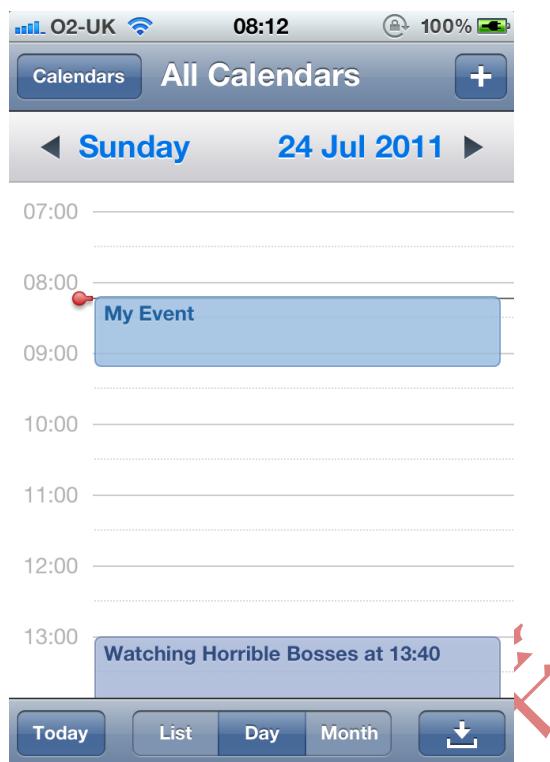 O2-UK 08:12 100%
Calendars All Calendars +
Sunday 24 Jul 2011
07:00
08:00
My Event
09:00
10:00
11:00
12:00
13:00
Watching Horrible Bosses at 13:40
Today List Day Month